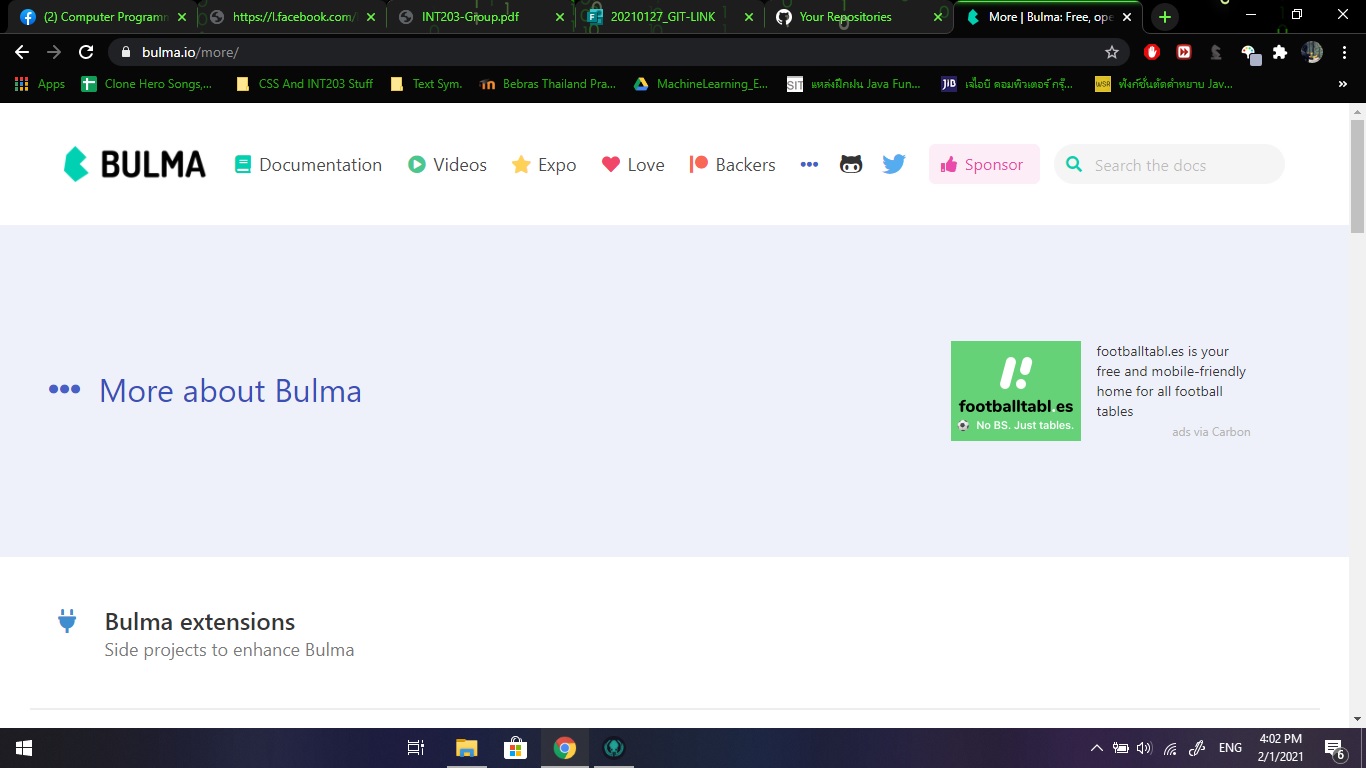 (2) Computer Programm
https://l.facebook.com/
INT203-Group.pdf
20210127_GIT-LINK
Your Repositories
More | Bulma: Free, ope
bulma.io/more/
Apps
Clone Hero Songs,...
CSS And INT203 Stuff
Text Sym.
Bebras Thailand Pra...
MachineLearning_E...
SIT แหล่งฝึกฝน Java Fun...
JiD เจไอบี คอมพิวเตอร์ กรุ๊...
WSR ฟังก์ชั่นตัดคำหยาบ Jav...
»
BULMA
Documentation
Videos
Expo
Love
Backers
Sponsor
Search the docs
More about Bulma
footballtabl.es
No BS. Just tables.
footballtabl.es is your
free and mobile-friendly
home for all football
tables
ads via Carbon
Bulma extensions
Side projects to enhance Bulma
ENG
4:02 PM
2/1/2021
6